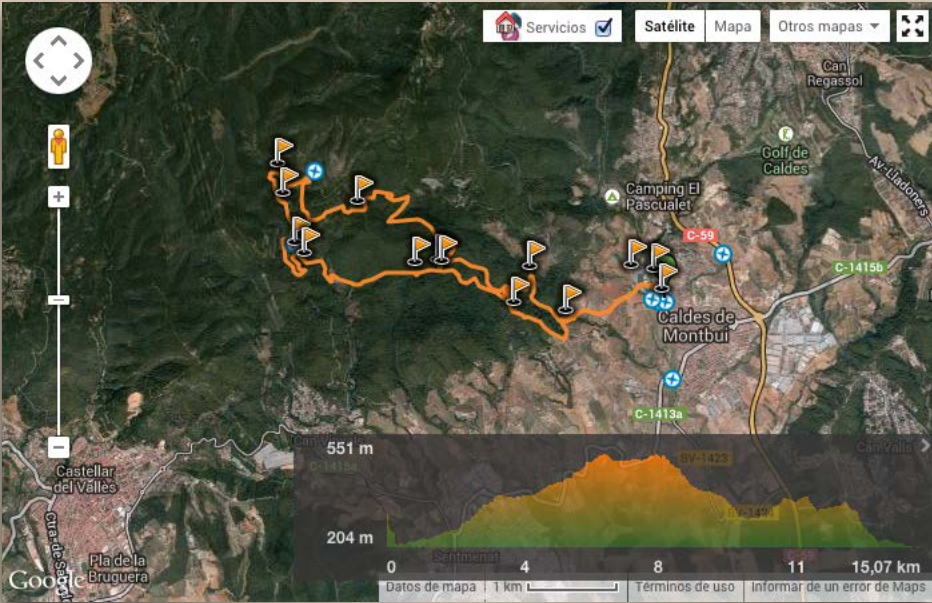 Servicios
Satélite
Mapa
Otros mapas
Can
Regassol
Golf de
Caldes
Av-Lladoners
Camping El
Pascualet
C-59
C-1415b
Caldes de
Montbui
C-1413a
551 m
BV-1423
C-1415a
Castellar
del Vallès
204 m
Sentmenat
Pla de la
Bruguera
Google
0
4
8
11
15,07 km
Datos de mapa
1 km
Términos de uso
Informar de un error de Maps